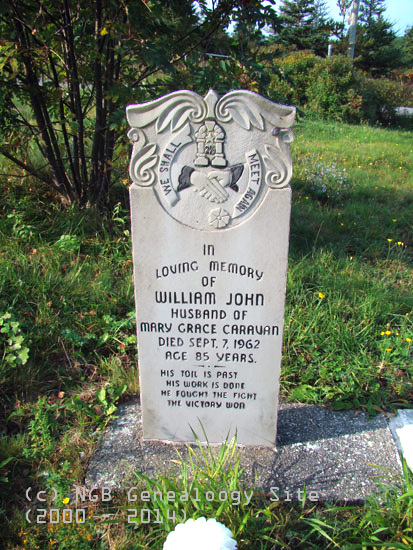 WE SHALL MEET AGAIN
IN
LOVING MEMORY
OF
WILLIAM JOHN
HUSBAND OF
MARY GRACE CARAVAN
DIED SEPT. 7, 1962
AGE 85 YEARS.
HIS TOIL IS PAST
HIS WORK IS DONE
HE FOUGHT THE FIGHT
THE VICTORY WON
(c) NGB Genealoogy Site
(2000 - 2014)